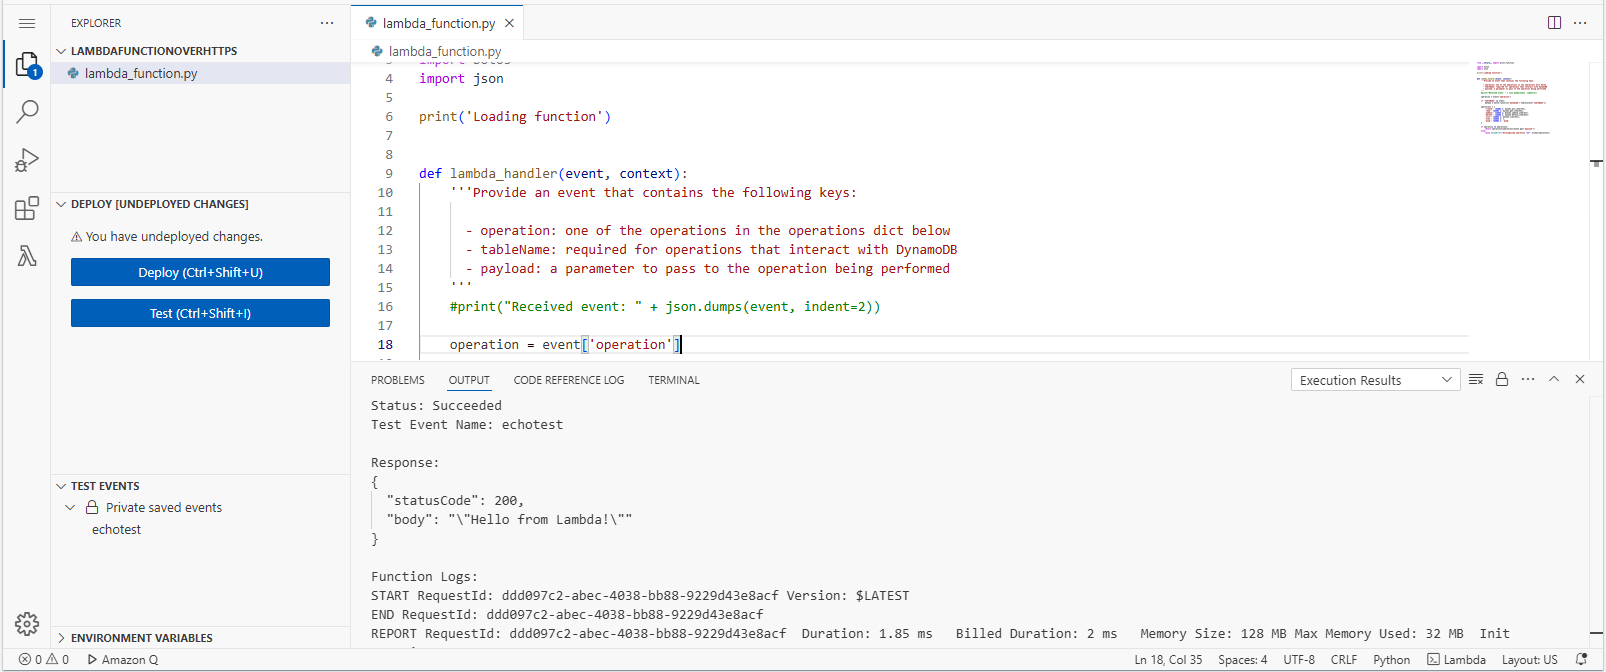 EXPLORER
LAMBDAFUNCTIONOVERHTTPS
lambda_function.py
1
DEPLOY [UNDEPLOYED CHANGES]
You have undeployed changes.
Deploy (Ctrl+Shift+U)
Test (Ctrl+Shift+I)
TEST EVENTS
Private saved events
echotest
ENVIRONMENT VARIABLES
lambda_function.py
lambda_function.py
4 import json
5
6 print('Loading function')
7
8
9 def lambda_handler(event, context):
10 '''Provide an event that contains the following keys:
11
12 - operation: one of the operations in the operations dict below
13 - tableName: required for operations that interact with DynamoDB
14 - payload: a parameter to pass to the operation being performed
15 '''
16 #print("Received event: " + json.dumps(event, indent=2))
17
18 operation = event['operation']
PROBLEMS OUTPUT CODE REFERENCE LOG TERMINAL Execution Results
Status: Succeeded
Test Event Name: echotest
Response:
{
"statusCode": 200,
"body": "\"Hello from Lambda!\""
}
Function Logs:
START RequestId: ddd097c2-abec-4038-bb88-9229d43e8acf Version: $LATEST
END RequestId: ddd097c2-abec-4038-bb88-9229d43e8acf
REPORT RequestId: ddd097c2-abec-4038-bb88-9229d43e8acf Duration: 1.85 ms Billed Duration: 2 ms Memory Size: 128 MB Max Memory Used: 32 MB Init
0 0 Amazon Q Ln 18, Col 35 Spaces: 4 UTF-8 CRLF Python Lambda Layout: US